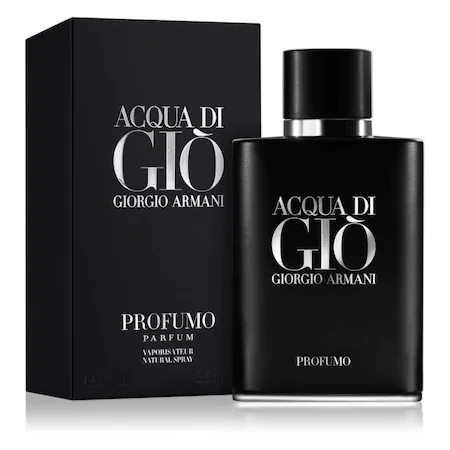 ACQUA DI
GIÒ
GIORGIO ARMANI
PROFUMO
PARFUM
VAPORISATEUR
NATURAL SPRAY
ACQUA DI
GIÒ
GIORGIO ARMANI
PROFUMO